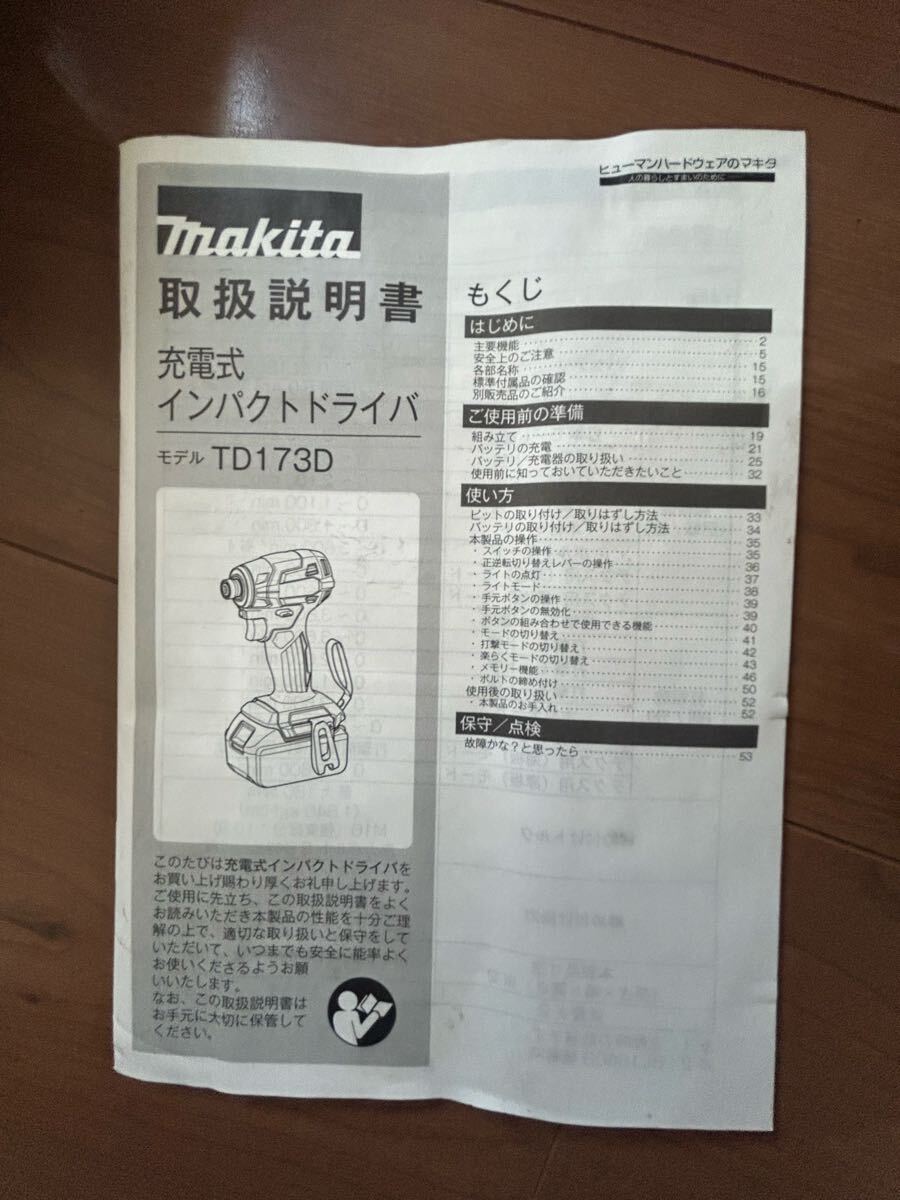 makita
取扱説明書
充電式
インパクトドライバ
モデル TD173D
このたびは充電式インパクトドライバを
お買い上げ賜わり厚くお礼申し上げます。
ご使用に先立ち、この取扱説明書をよく
お読みいただき本製品の性能を十分ご理
解の上で、適切な取り扱いと保守をして
いただいて、いつまでも安全に能率よく
お使いくださるようお願
いいたします。
なお、この取扱説明書は
お手元に大切に保管して
ください。
ヒューマンハードウェアのマキタ
人の暮らしとすまいのために
もくじ
はじめに
主要機能 2
安全上のご注意 5
各部名称 15
標準付属品の確認 15
別販売品のご紹介 16
ご使用前の準備
組み立て 19
バッテリの充電 21
バッテリ/充電器の取り扱い 25
使用前に知っておいていただきたいこと 32
使い方
ビットの取り付け/取りはずし方法 33
バッテリの取り付け/取りはずし方法 34
本製品の操作 35
・スイッチの操作 35
・正逆転切り替えレバーの操作 36
・ライトの点灯 37
・ライトモード 38
・手元ボタンの操作 39
・手元ボタンの無効化 39
・ボタンの組み合わせで使用できる機能 40
・モードの切り替え 41
・打撃モードの切り替え 42
・楽らくモードの切り替え 43
・メモリー機能 46
・ボルトの締め付け 50
使用後の取り扱い 52
・本製品のお手入れ 52
保守/点検
故障かな?と思ったら 53